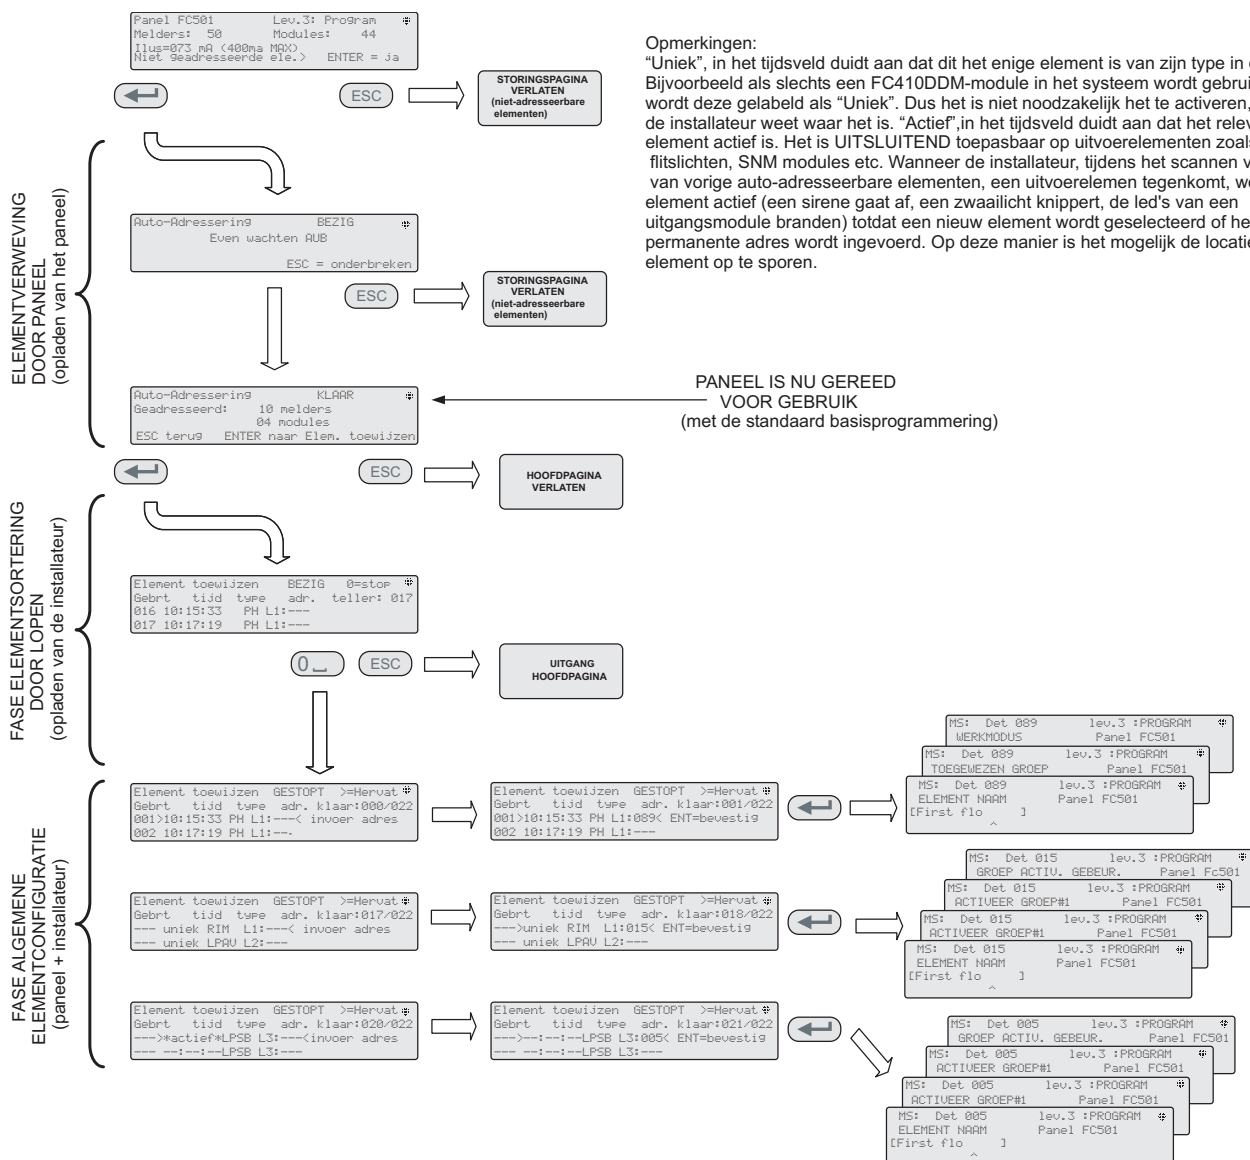 Panel FC501 Lev.3: Program
Melders: 50 Modules: 44
Ilus=073 mA (400ma MAX)
Niet geadresseerde ele.> ENTER = ja
ESC
STORINGSPAGINA
VERLATEN
(niet-adresseerbare
elementen)
Opmerkingen:
“Uniek”, in het tijdsveld duidt aan dat dit het enige element is van zijn type in
Bijvoorbeeld als slechts een FC410DDM-module in het systeem wordt
wordt deze gelabeld als “Uniek”. Dus het is niet noodzakelijk het te activeren,
de installateur weet waar het is. “Actief”,in het tijdsveld duidt aan dat het
element actief is. Het is UITSLUITEND toepasbaar op uitvoerelementen
flitslichten, SNM modules etc. Wanneer de installateur, tijdens het scannen
van vorige auto-adresseerbare elementen, een uitvoerelemen tegenkomt,
element actief (een sirene gaat af, een zwaailicht knippert, de led's van een
uitgangsmodule branden) totdat een nieuw element wordt geselecteerd of
permanente adres wordt ingevoerd. Op deze manier is het mogelijk de locatie
element op te sporen.
ELEMENTVERWEVING
DOOR PANEEL
(opladen van het paneel)
Auto-Adressering BEZIG
Even wachten AUB
ESC = onderbreken
ESC
STORINGSPAGINA
VERLATEN
(niet-adresseerbare
elementen)
Auto-Adressering KLAAR
Geadresseerd: 10 melders
04 modules
ESC terug ENTER naar Elem. toewijzen
PANEEL IS NU GEREED
VOOR GEBRUIK
(met de standaard basisprogrammering)
ESC
HOOFDPAGINA
VERLATEN
FASE ELEMENTSORTERING
DOOR LOPEN
(opladen van de installateur)
Element toewijzen BEZIG 0=stop
Gebrt tijd type adr. teller: 017
016 10:15:33 PH L1:---
017 10:17:19 PH L1:---
0
ESC
UITGANG
HOOFDPAGINA
FASE ALGEMENE
ELEMENTCONFIGURATIE
(paneel + installateur)
Element toewijzen GESTOPT >=Hervat
Gebrt tijd type adr. klaar:000/022
001>10:15:33 PH L1:---< invoer adres
002 10:17:19 PH L1:--.
Element toewijzen GESTOPT >=Hervat
Gebrt tijd type adr. klaar:001/022
001>10:15:33 PH L1:089< ENT=bevestig
002 10:17:19 PH L1:---
MS: Det 089 lev.3 :PROGRAM
WERKMODUS Panel FC501
MS: Det 089 lev.3 :PROGRAM
TOEGEWEZEN GROEP Panel FC501
MS: Det 089 lev.3 :PROGRAM
ELEMENT NAAM Panel FC501
[First flo ]
^
Element toewijzen GESTOPT >=Hervat
Gebrt tijd type adr. klaar:017/022
--- uniek RIM L1:---< invoer adres
--- uniek LPAV L2:---
Element toewijzen GESTOPT >=Hervat
Gebrt tijd type adr. klaar:018/022
--->uniek RIM L1:015< ENT=bevestig
--- uniek LPAV L2:---
MS: Det 015 lev.3 :PROGRAM
GROEP ACTIV. GEBEUR. Panel Fc501
MS: Det 015 lev.3 :PROGRAM
ACTIVEER GROEP#1 Panel FC501
MS: Det 015 lev.3 :PROGRAM
ACTIVEER GROEP#1 Panel FC501
MS: Det 015 lev.3 :PROGRAM
ELEMENT NAAM Panel FC501
[First flo ]
^
Element toewijzen GESTOPT >=Hervat
Gebrt tijd type adr. klaar:020/022
--->*actief*LPSB L3:---<invoer adres
--- --:--:--LPSB L3:---
Element toewijzen GESTOPT >=Hervat
Gebrt tijd type adr. klaar:021/022
--->--:--:--LPSB L3:005< ENT=bevestig
--- --:--:--LPSB L3:---
MS: Det 005 lev.3 :PROGRAM
GROEP ACTIV. GEBEUR. Panel FC501
MS: Det 005 lev.3 :PROGRAM
ACTIVEER GROEP#1 Panel FC501
MS: Det 005 lev.3 :PROGRAM
ACTIVEER GROEP#1 Panel FC501
MS: Det 005 lev.3 :PROGRAM
ELEMENT NAAM Panel FC501
[First flo ]
^